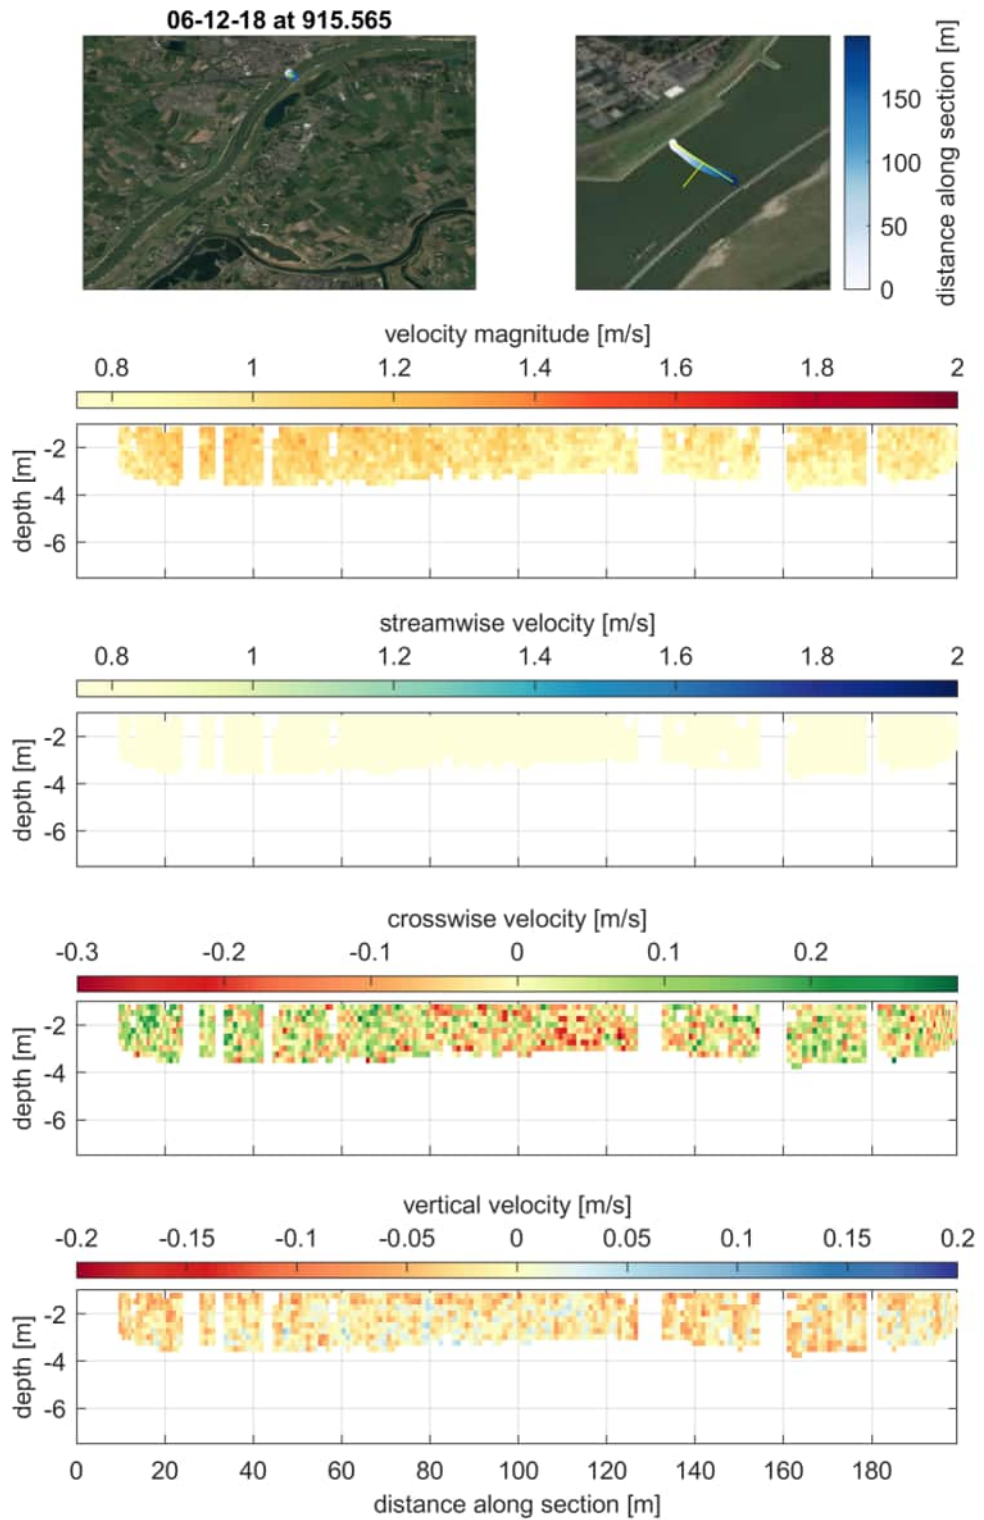 06-12-18 at 915.565
150
100
50
0
distance along section [m]
velocity magnitude [m/s]
0.8 1 1.2 1.4 1.6 1.8 2
-2
-4
-6
depth [m]
streamwise velocity [m/s]
0.8 1 1.2 1.4 1.6 1.8 2
-2
-4
-6
depth [m]
crosswise velocity [m/s]
-0.3 -0.2 -0.1 0 0.1 0.2
-2
-4
-6
depth [m]
vertical velocity [m/s]
-0.2 -0.15 -0.1 -0.05 0 0.05 0.1 0.15 0.2
-2
-4
-6
depth [m]
0 20 40 60 80 100 120 140 160 180
distance along section [m]